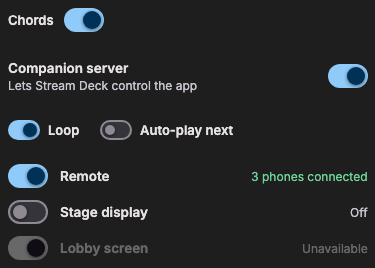 Chords
Companion server
Lets Stream Deck control the app
Loop Auto-play next
Remote 3 phones connected
Stage display Off
Lobby screen Unavailable